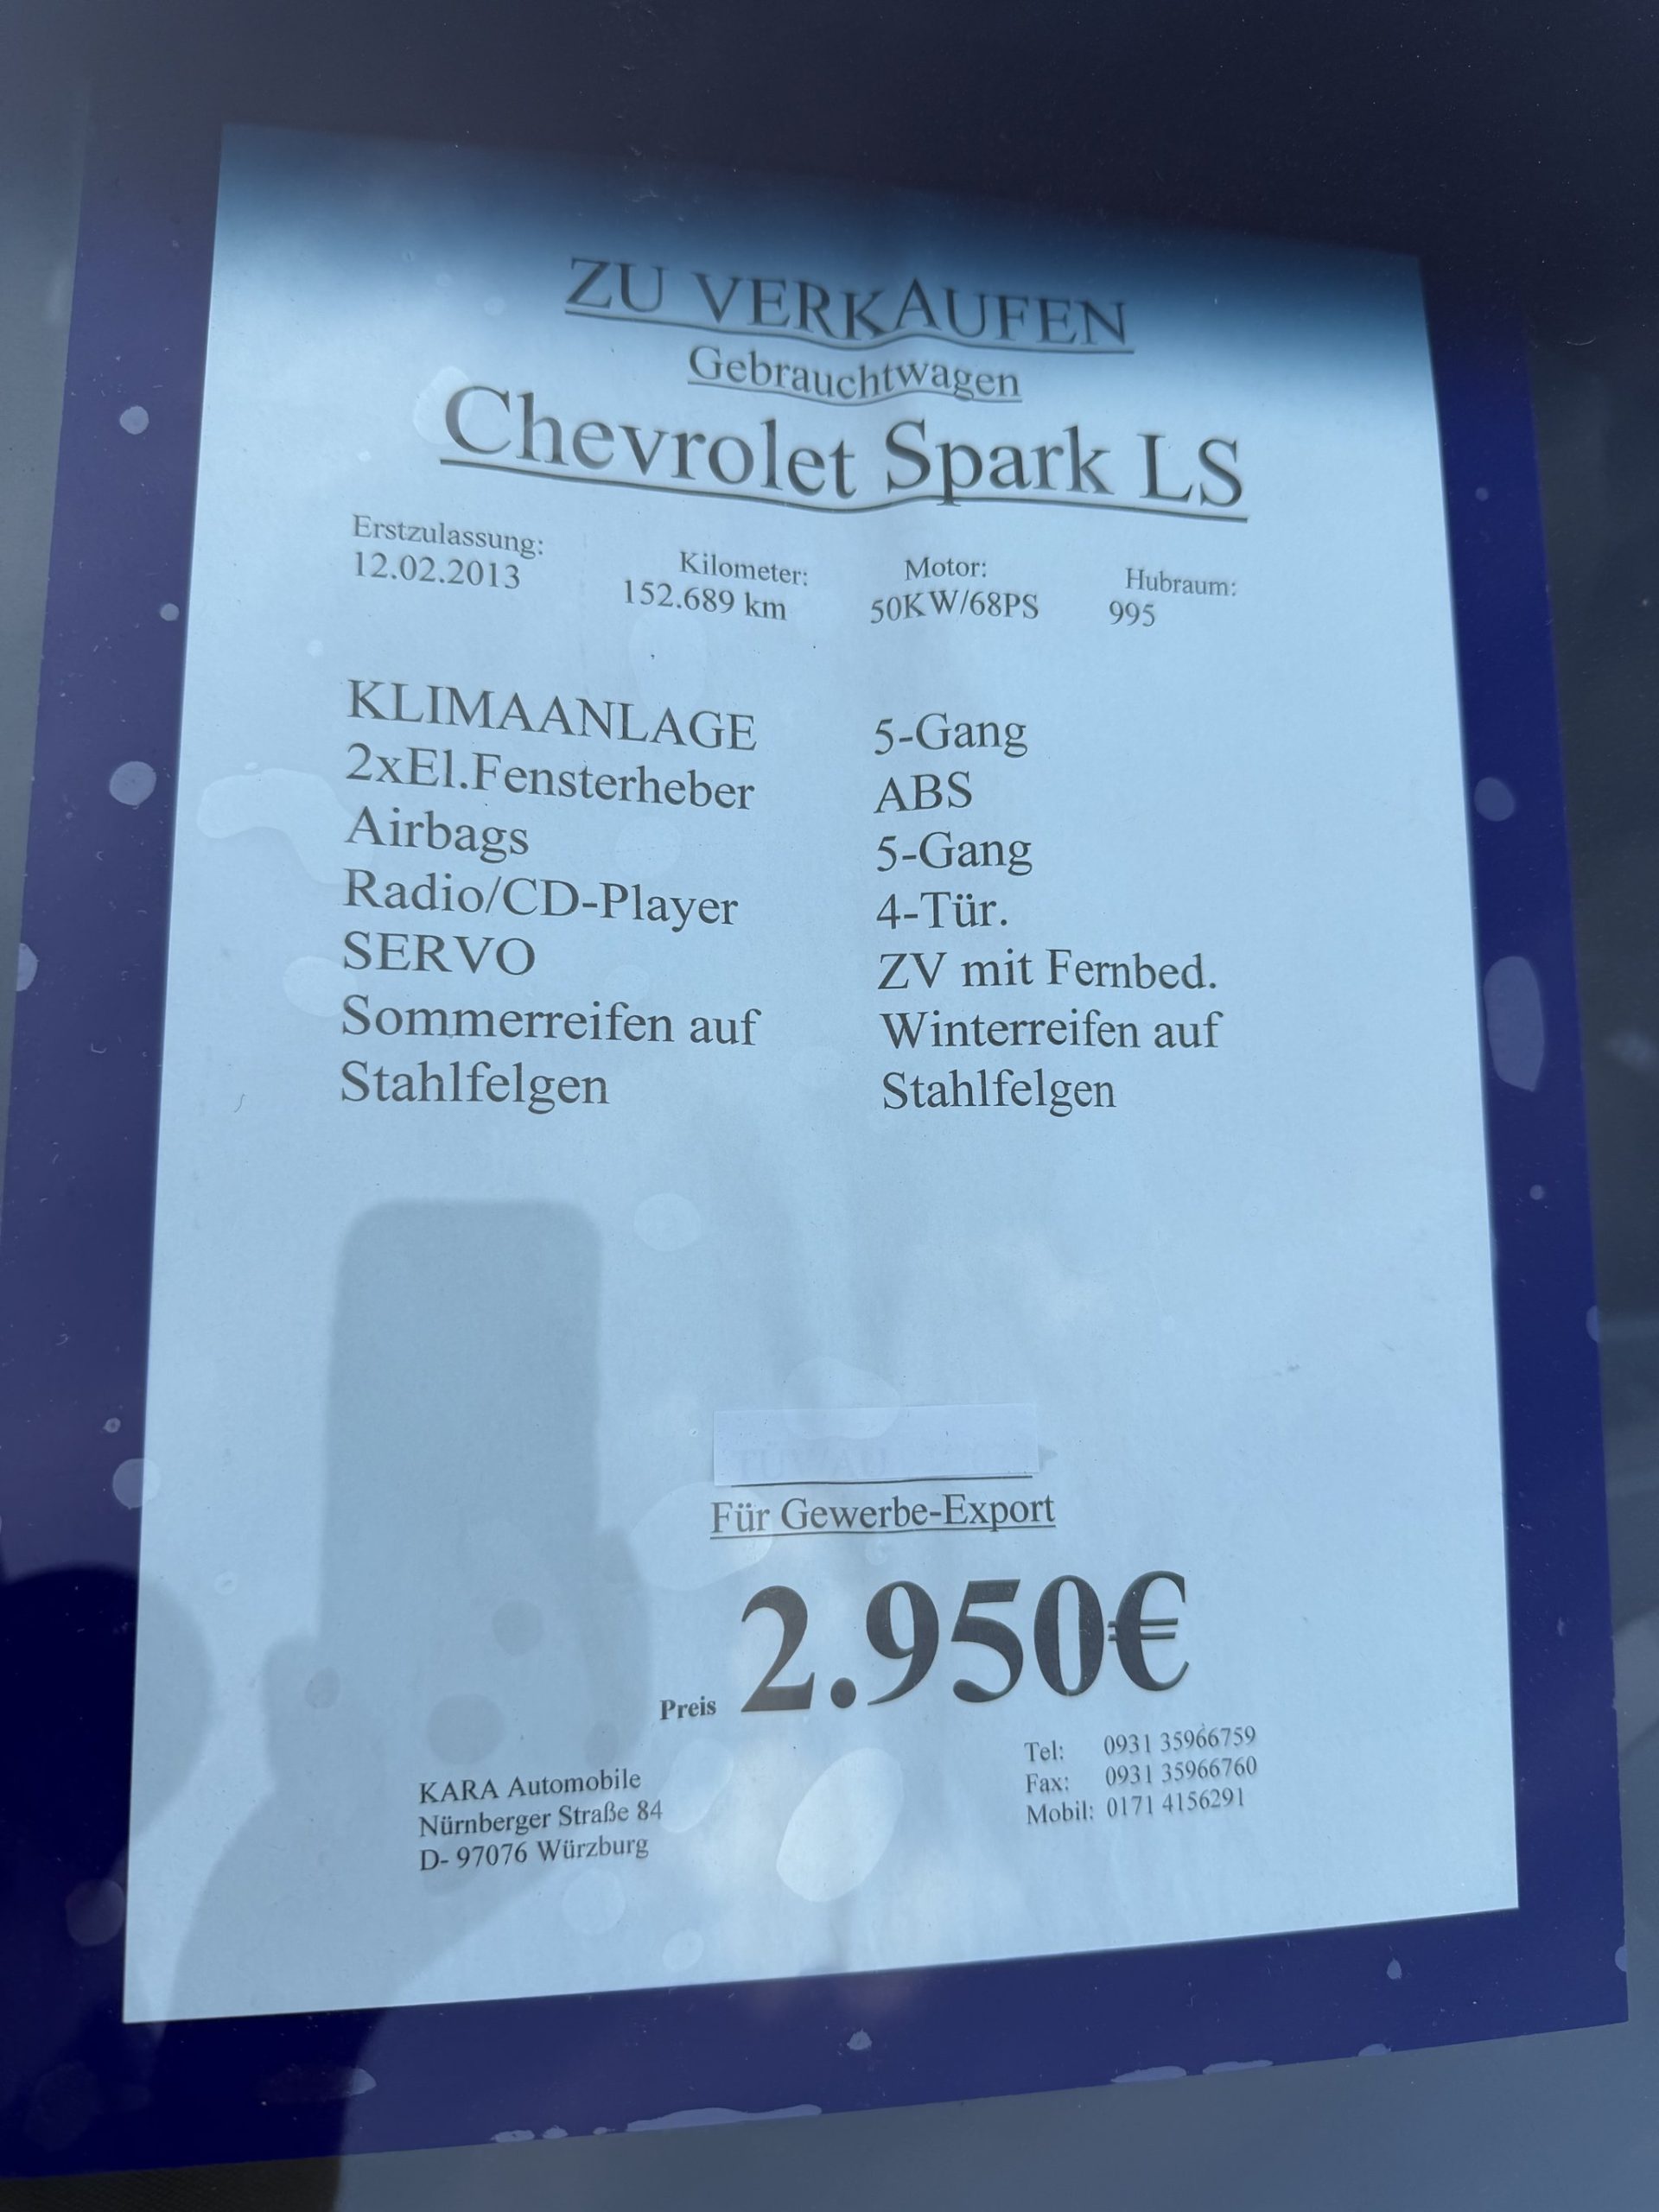 ZU VERKAUFEN
Gebrauchtwagen
Chevrolet Spark LS
Erstzulassung: Kilometer: Motor: Hubraum:
12.02.2013 152.689 km 50KW/68PS 995
KLIMAANLAGE 5-Gang
2xEl.Fensterheber ABS
Airbags 5-Gang
Radio/CD-Player 4-Tür.
SERVO ZV mit Fernbed.
Sommerreifen auf Winterreifen auf
Stahlfelgen Stahlfelgen
Für Gewerbe-Export
Preis 2.950€
KARA Automobile Tel: 0931 35966759
Nürnberger Straße 84 Fax: 0931 35966760
D- 97076 Würzburg Mobil: 0171 4156291